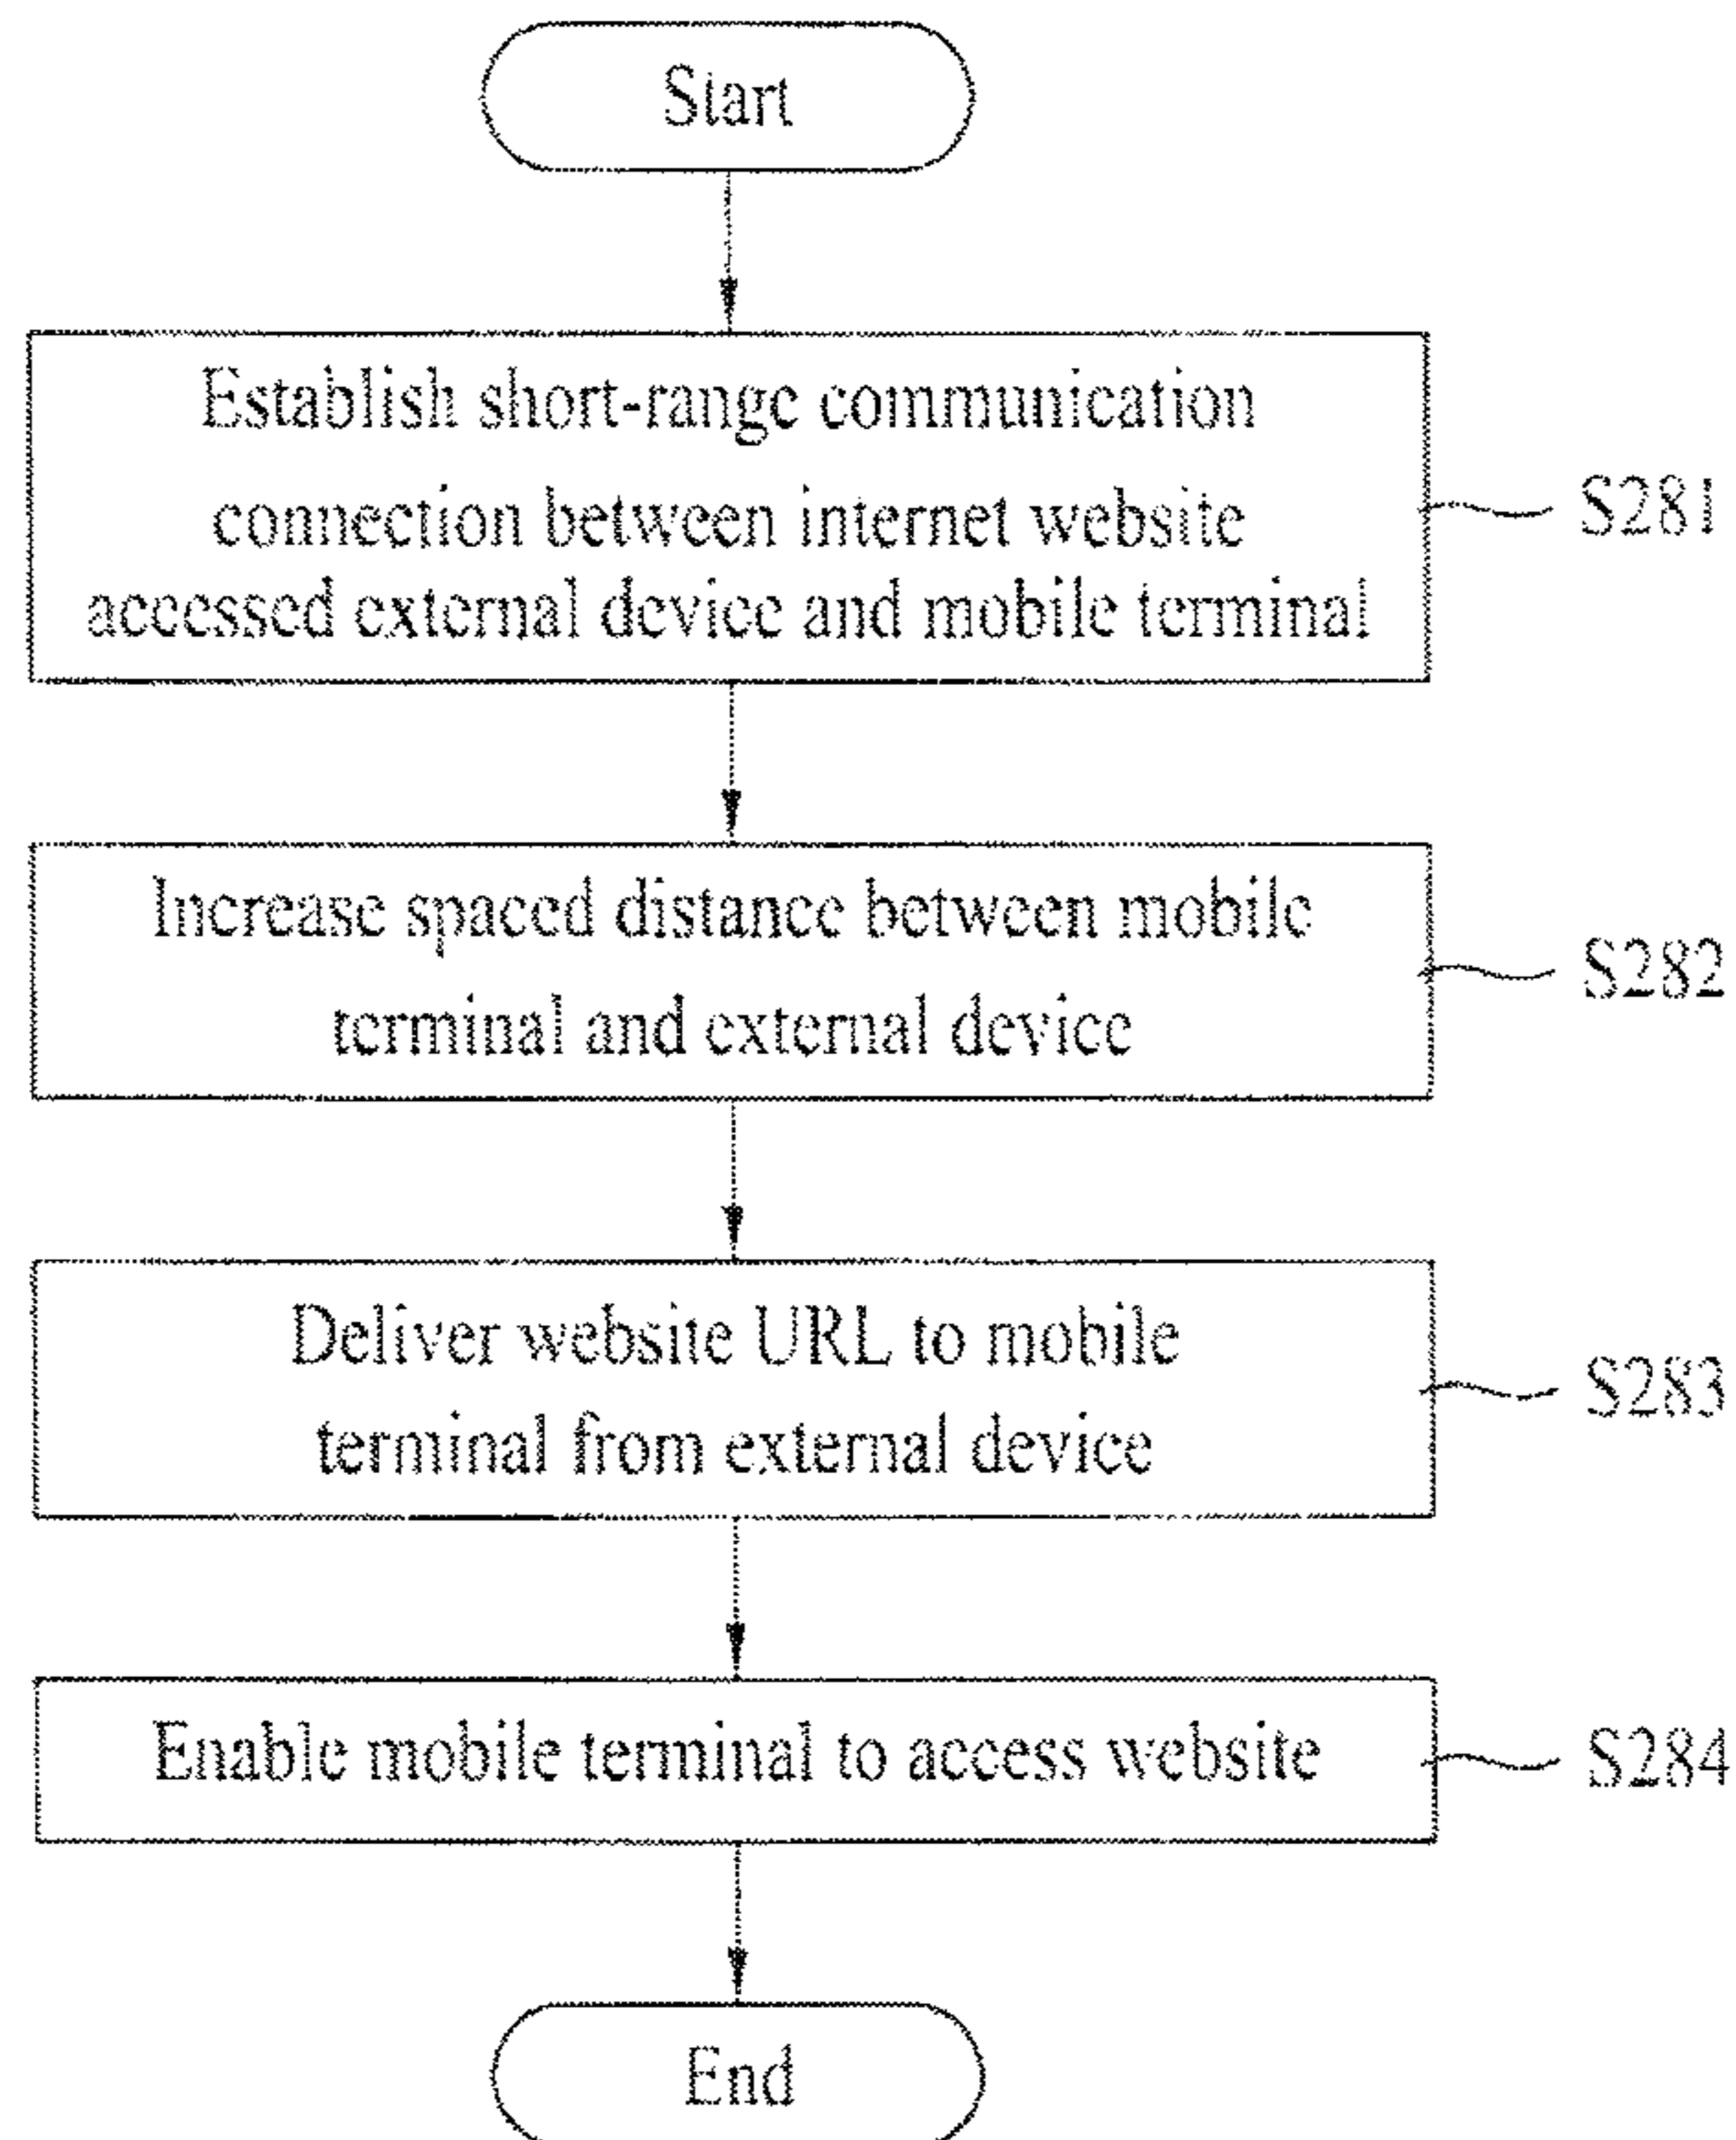 Start
Establish short-range communication
connection between internet website
accessed external device and mobile terminal
S281
Increase spaced distance between mobile
terminal and external device
S282
Deliver website URL to mobile
terminal from external device
S283
Enable mobile terminal to access website
S284
End